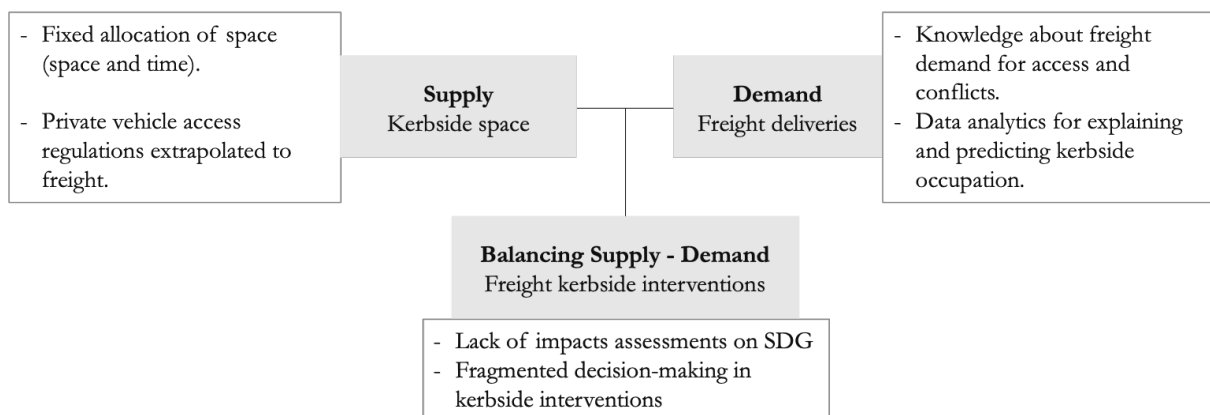 - Fixed allocation of space
(space and time).
- Private vehicle access
regulations extrapolated to
freight.
Supply
Kerbside space
Demand
Freight deliveries
- Knowledge about freight
demand for access and
conflicts.
- Data analytics for explaining
and predicting kerbside
occupation.
Balancing Supply - Demand
Freight kerbside interventions
- Lack of impacts assessments on SDG
- Fragmented decision-making in
kerbside interventions